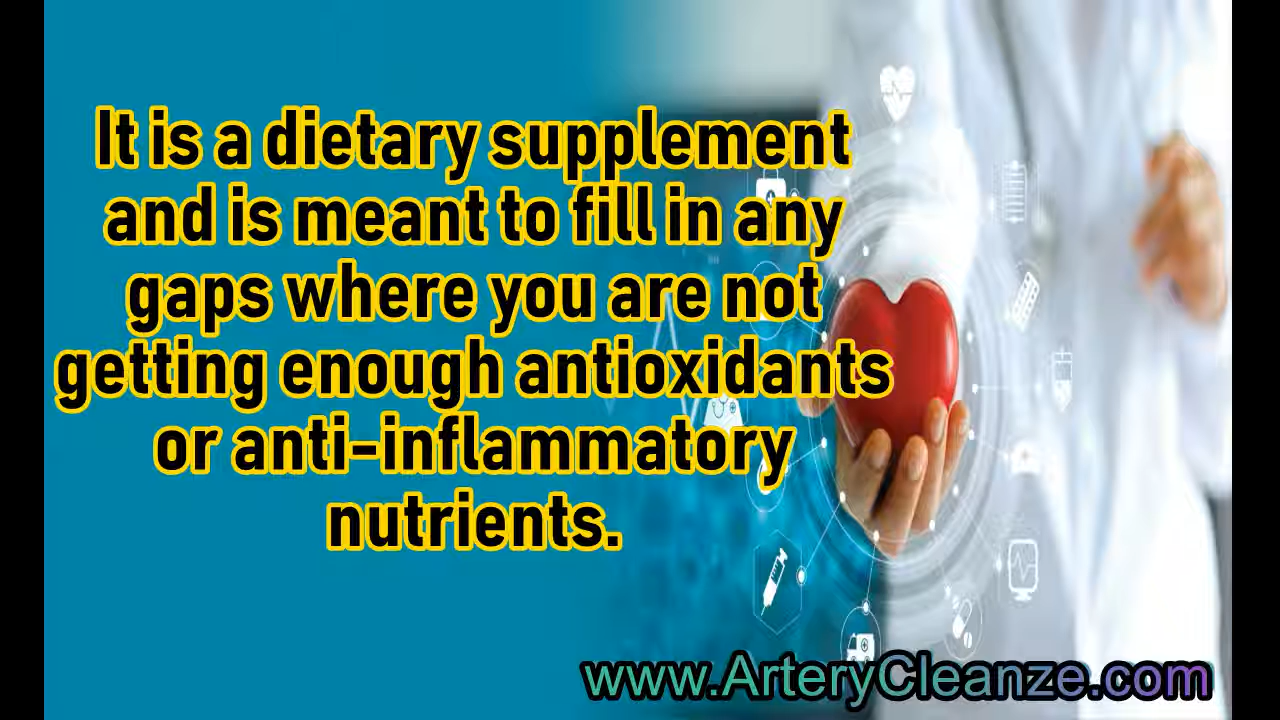 It is a dietary supplement
and is meant to fill in any
gaps where you are not
getting enough antioxidants
or anti-inflammatory
nutrients.
www.ArteryCleanze.com